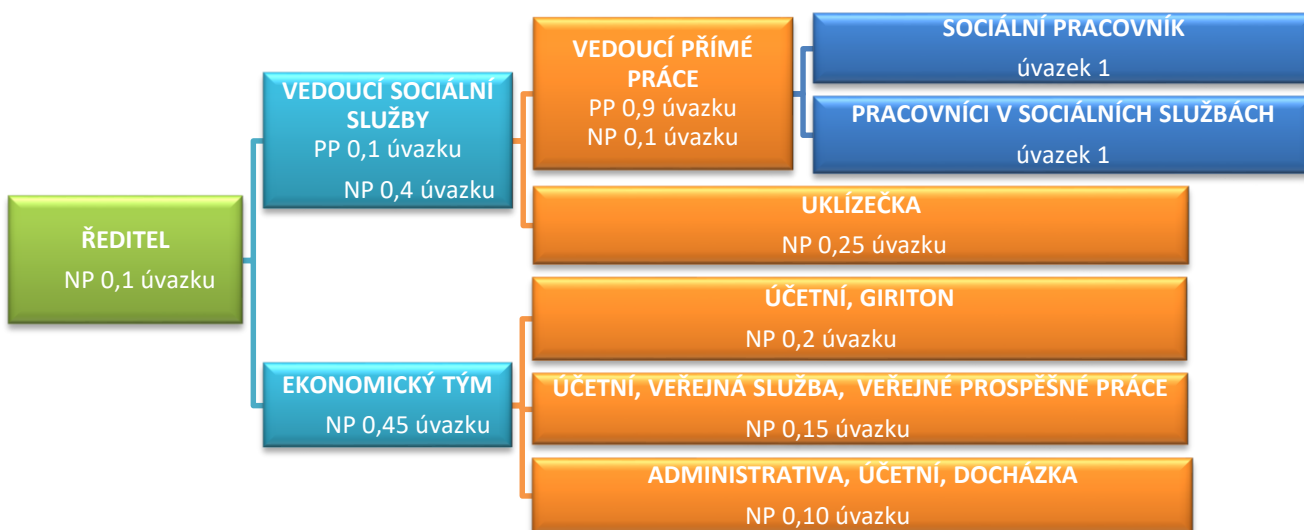 ŘEDITEL
NP 0,1 úvazku
VEDOUCÍ SOCIÁLNÍ
SLUŽBY
PP 0,1 úvazku
NP 0,4 úvazku
VEDOUCÍ PŘÍMÉ
PRÁCE
PP 0,9 úvazku
NP 0,1 úvazku
SOCIÁLNÍ PRACOVNÍK
úvazek 1
PRACOVNÍCI V SOCIÁLNÍCH SLUŽBÁCH
úvazek 1
UKLÍZEČKA
NP 0,25 úvazku
EKONOMICKÝ TÝM
NP 0,45 úvazku
ÚČETNÍ, GIRITON
NP 0,2 úvazku
ÚČETNÍ, VEŘEJNÁ SLUŽBA, VEŘEJNÉ PROSPĚŠNÉ PRÁCE
NP 0,15 úvazku
ADMINISTRATIVA, ÚČETNÍ, DOCHÁZKA
NP 0,10 úvazku